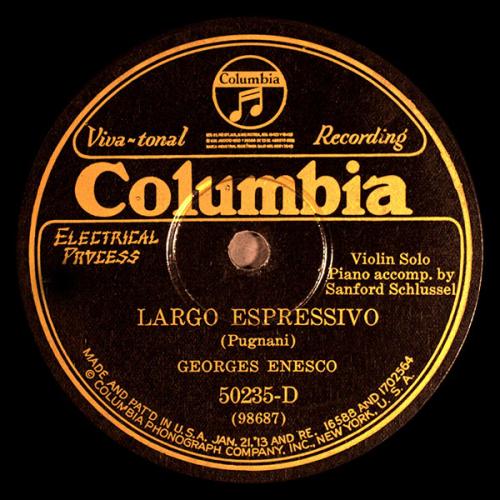 Columbia
Viva-tonal Recording
Columbia
ELECTRICAL
PROCESS
Violin Solo
Piano accomp. by
Sanford Schlussel
LARGO ESPRESSIVO
(Pugnani)
GEORGES ENESCO
50235-D
(98687)
MADE AND PAT'D IN U.S.A. JAN. 21, '13 AND RE. 16588 AND 1702564
© COLUMBIA PHONOGRAPH COMPANY, INC., NEW YORK, U. S. A.